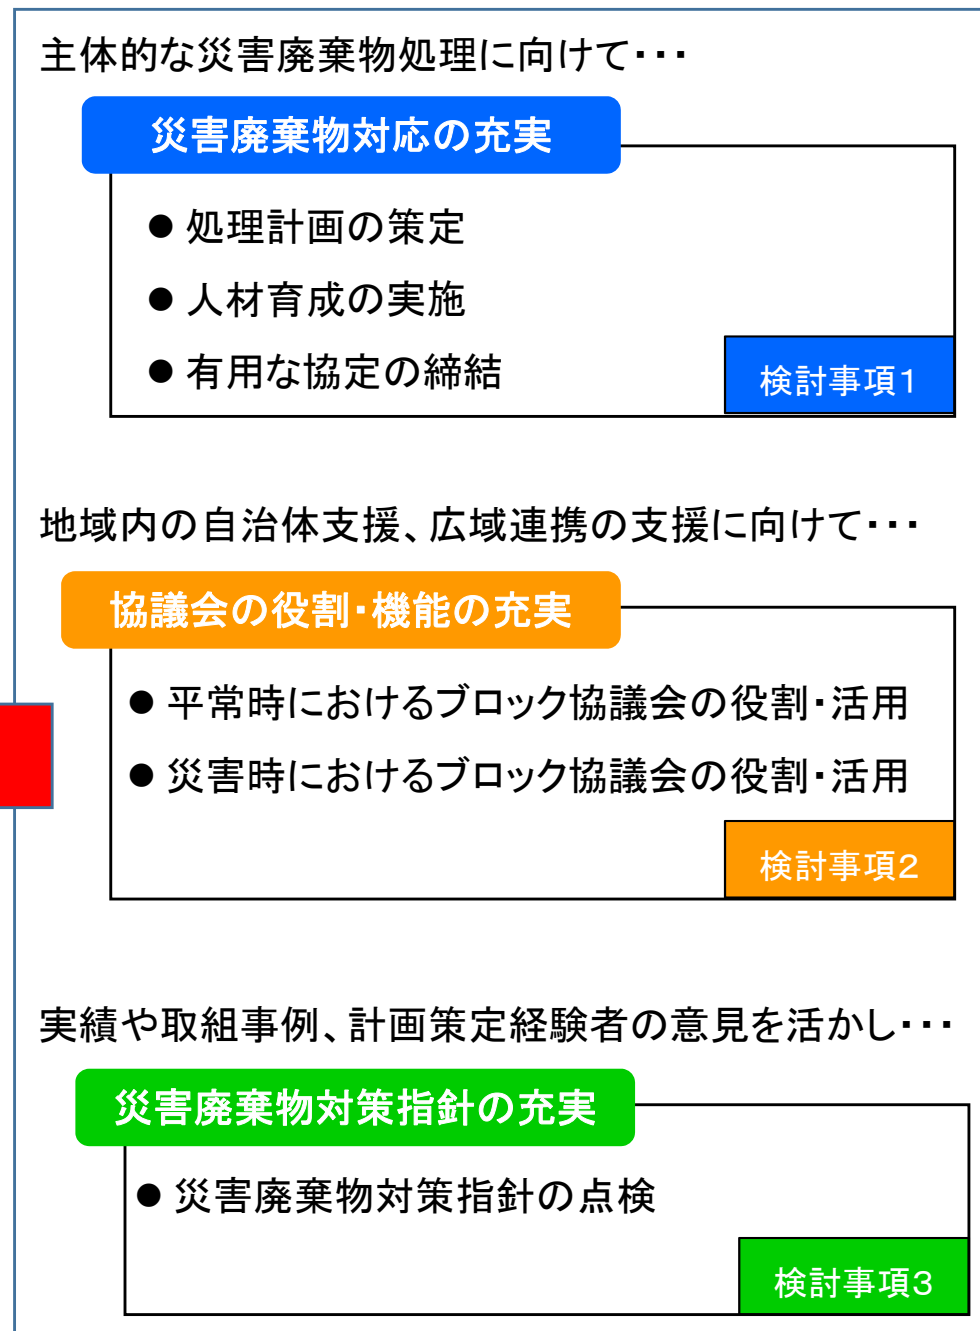 主体的な災害廃棄物処理に向けて・・・
災害廃棄物対応の充実
● 処理計画の策定
● 人材育成の実施
● 有用な協定の締結
検討事項1
地域内の自治体支援、広域連携の支援に向けて・・・
協議会の役割・機能の充実
● 平常時におけるブロック協議会の役割・活用
● 災害時におけるブロック協議会の役割・活用
検討事項2
実績や取組事例、計画策定経験者の意見を活かし・・・
災害廃棄物対策指針の充実
● 災害廃棄物対策指針の点検
検討事項3